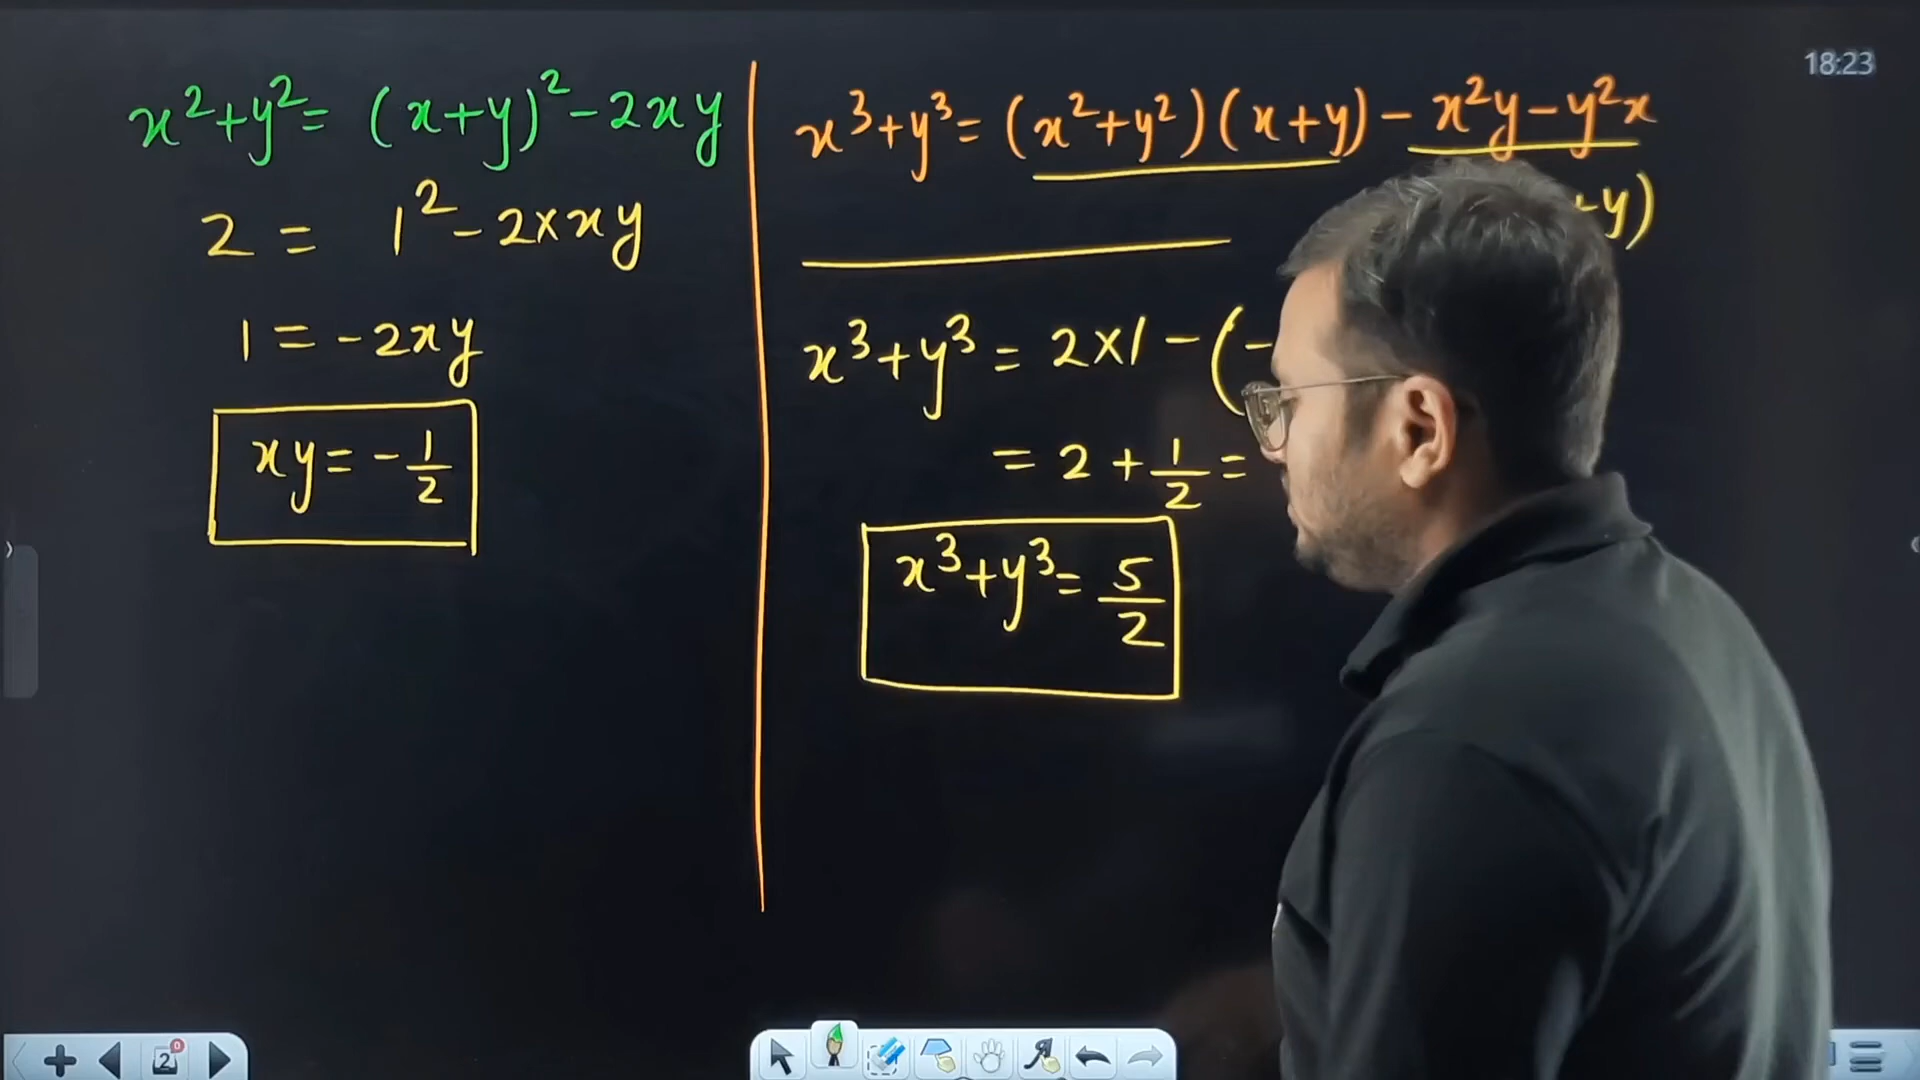 18:23
x²+y²= (x+y)²-2xy
2 = 1²-2×xy
1 = -2xy
xy = -1/2
x³+y³= (x²+y²)(x+y)- x²y-y²x
+y)
x³+y³ = 2×1-(-
= 2+1/2=
x³+y³= 5/2
2
0